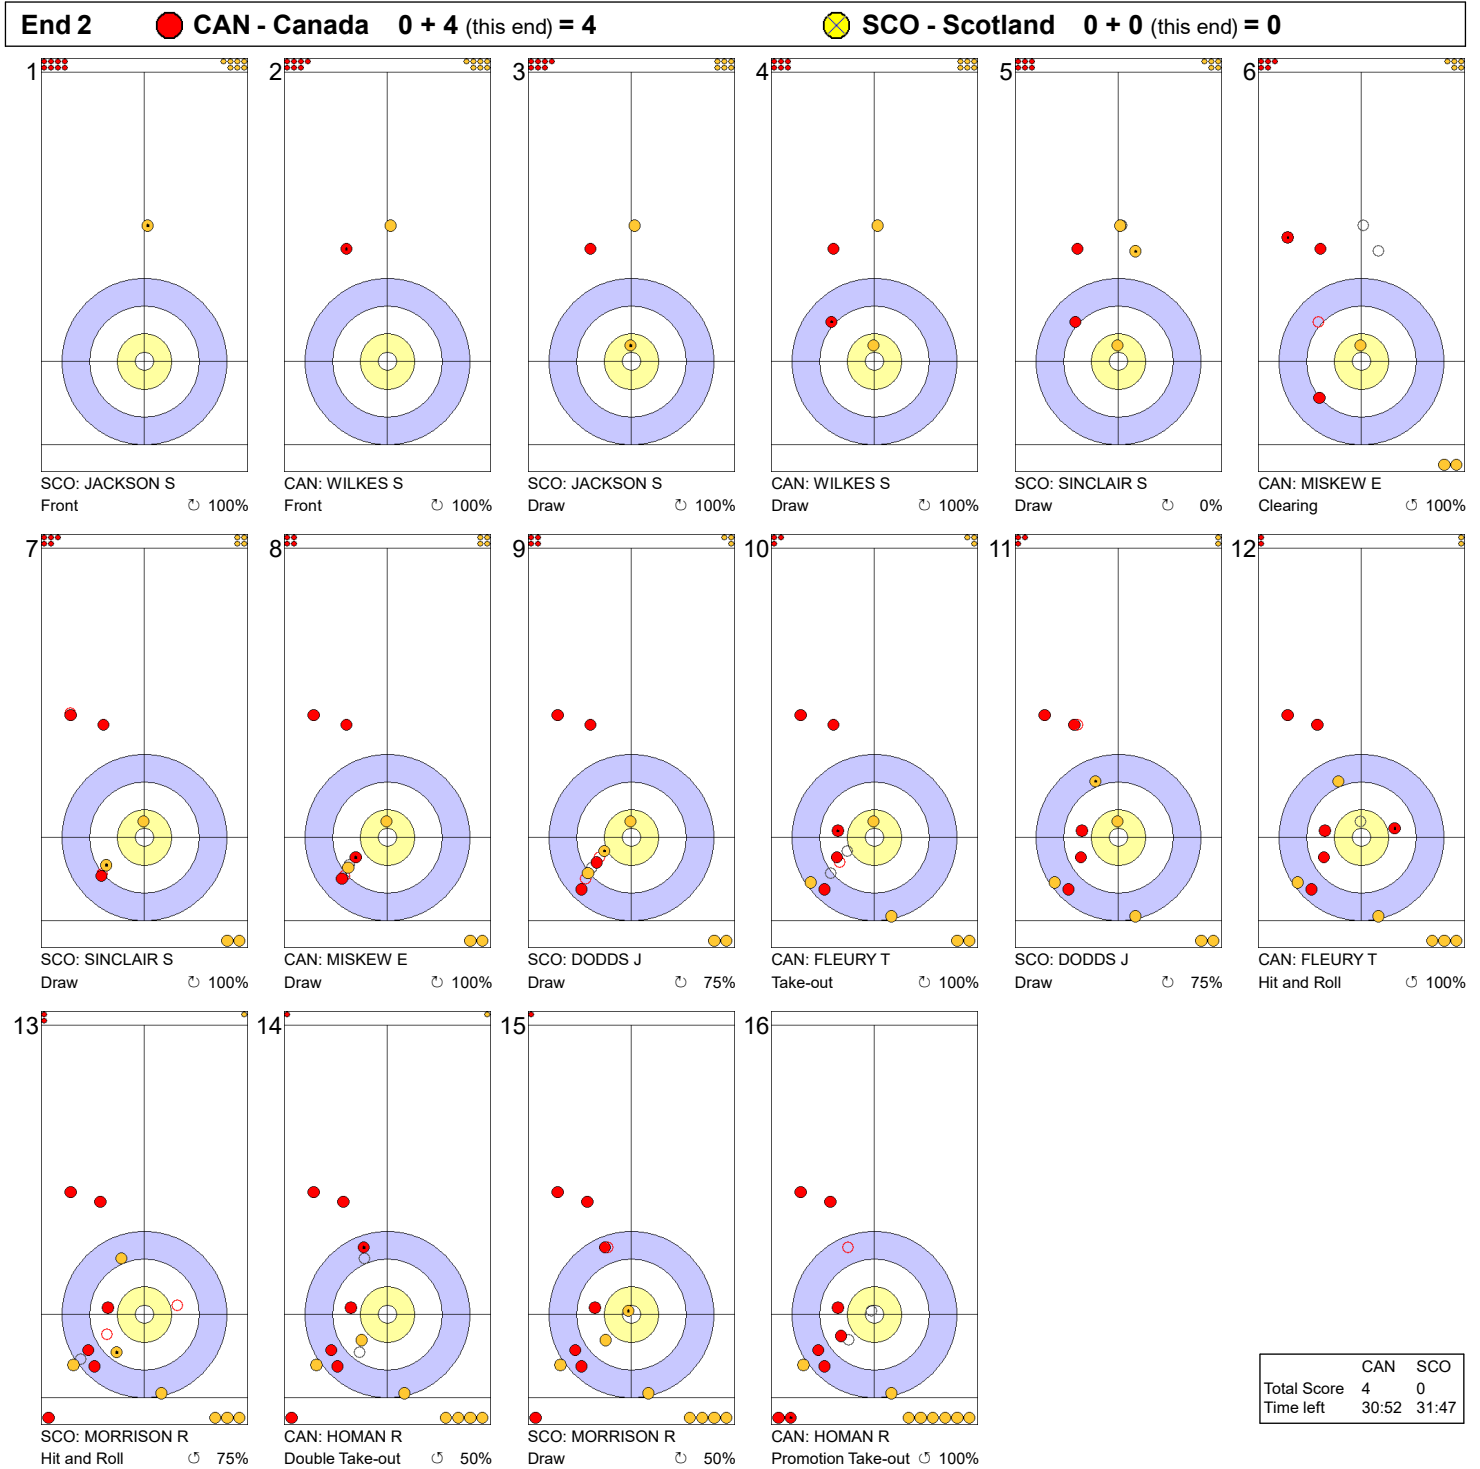 End 2 CAN - Canada 0 + 4 (this end) = 4 SCO - Scotland 0 + 0 (this end) = 0
1 2 3 4 5 6
SCO: JACKSON S CAN: WILKES S SCO: JACKSON S CAN: WILKES S SCO: SINCLAIR S CAN: MISKEW E
Front ↻ 100% Front ↻ 100% Draw ↻ 100% Draw ↻ 100% Draw ↻ 0% Clearing ↺ 100%
7 8 9 10 11 12
SCO: SINCLAIR S CAN: MISKEW E SCO: DODDS J CAN: FLEURY T SCO: DODDS J CAN: FLEURY T
Draw ↻ 100% Draw ↻ 100% Draw ↻ 75% Take-out ↻ 100% Draw ↻ 75% Hit and Roll ↻ 100%
13 14 15 16
SCO: MORRISON R CAN: HOMAN R SCO: MORRISON R CAN: HOMAN R
Hit and Roll ↺ 75% Double Take-out ↺ 50% Draw ↻ 50% Promotion Take-out ↺ 100%
CAN SCO
Total Score 4 0
Time left 30:52 31:47